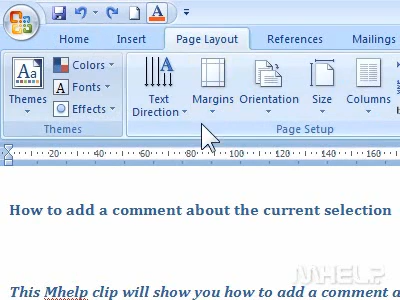 Home Insert Page Layout References Mailings
Aa Colors Text Margins Orientation Size Columns
A Fonts
Themes Effects Direction
Themes Page Setup
20 40 60 80 100 120 140 160
How to add a comment about the current selection
This Mhelp clip will show you how to add a comment a
MHELP